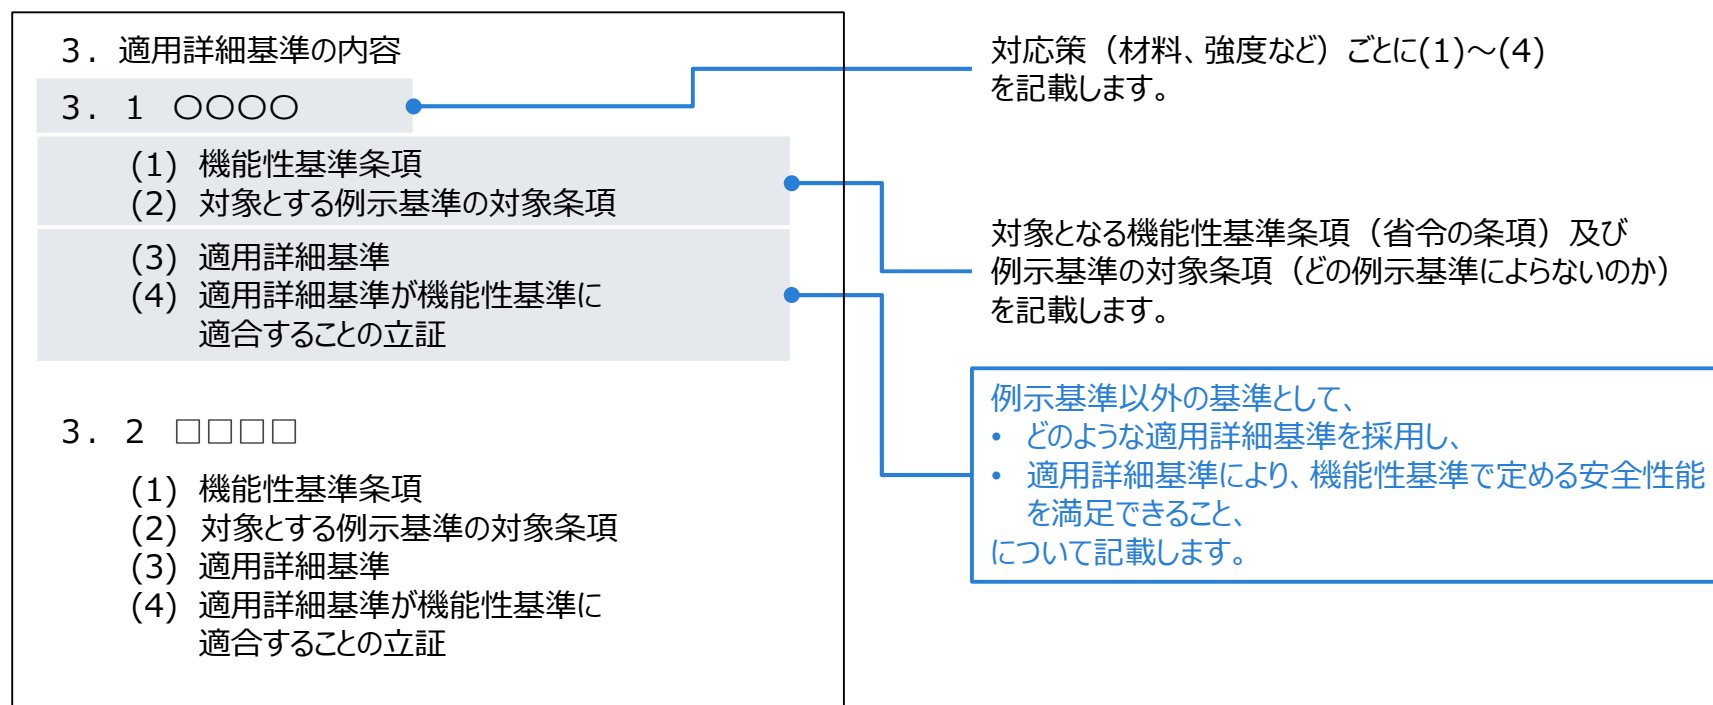 3．適用詳細基準の内容
3．1 〇〇〇〇
(1) 機能性基準条項
(2) 対象とする例示基準の対象条項
(3) 適用詳細基準
(4) 適用詳細基準が機能性基準に
適合することの立証
3．2 □□□□
(1) 機能性基準条項
(2) 対象とする例示基準の対象条項
(3) 適用詳細基準
(4) 適用詳細基準が機能性基準に
適合することの立証
対応策（材料、強度など）ごとに(1)～(4)
を記載します。
対象となる機能性基準条項（省令の条項）及び
例示基準の対象条項（どの例示基準によらないのか）
を記載します。
例示基準以外の基準として、
• どのような適用詳細基準を採用し、
• 適用詳細基準により、機能性基準で定める安全性能
を満足できること、
について記載します。